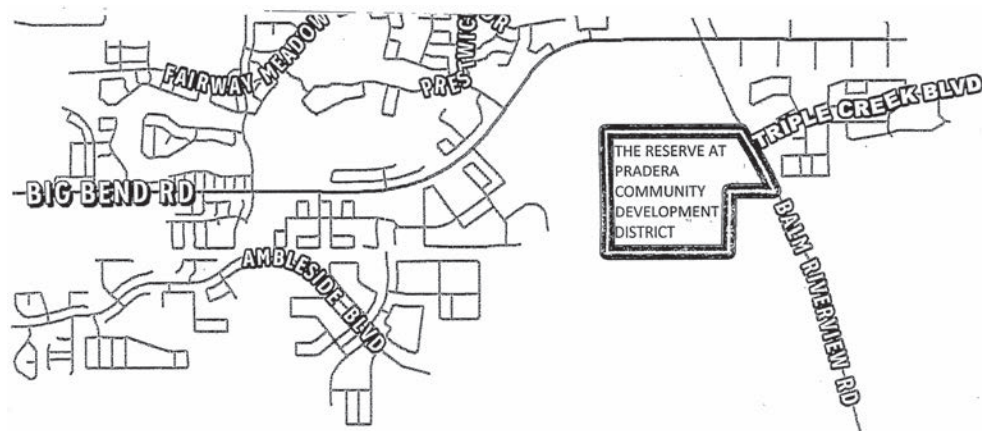 FAIRWAY MEADOW
PRESTWICK
TRIPLE CREEK BLVD
THE RESERVE AT
PRADERA
COMMUNITY
DEVELOPMENT
DISTRICT
BIG BEND RD
BALM RIVERVIEW RD
AMBLESIDE BLVD